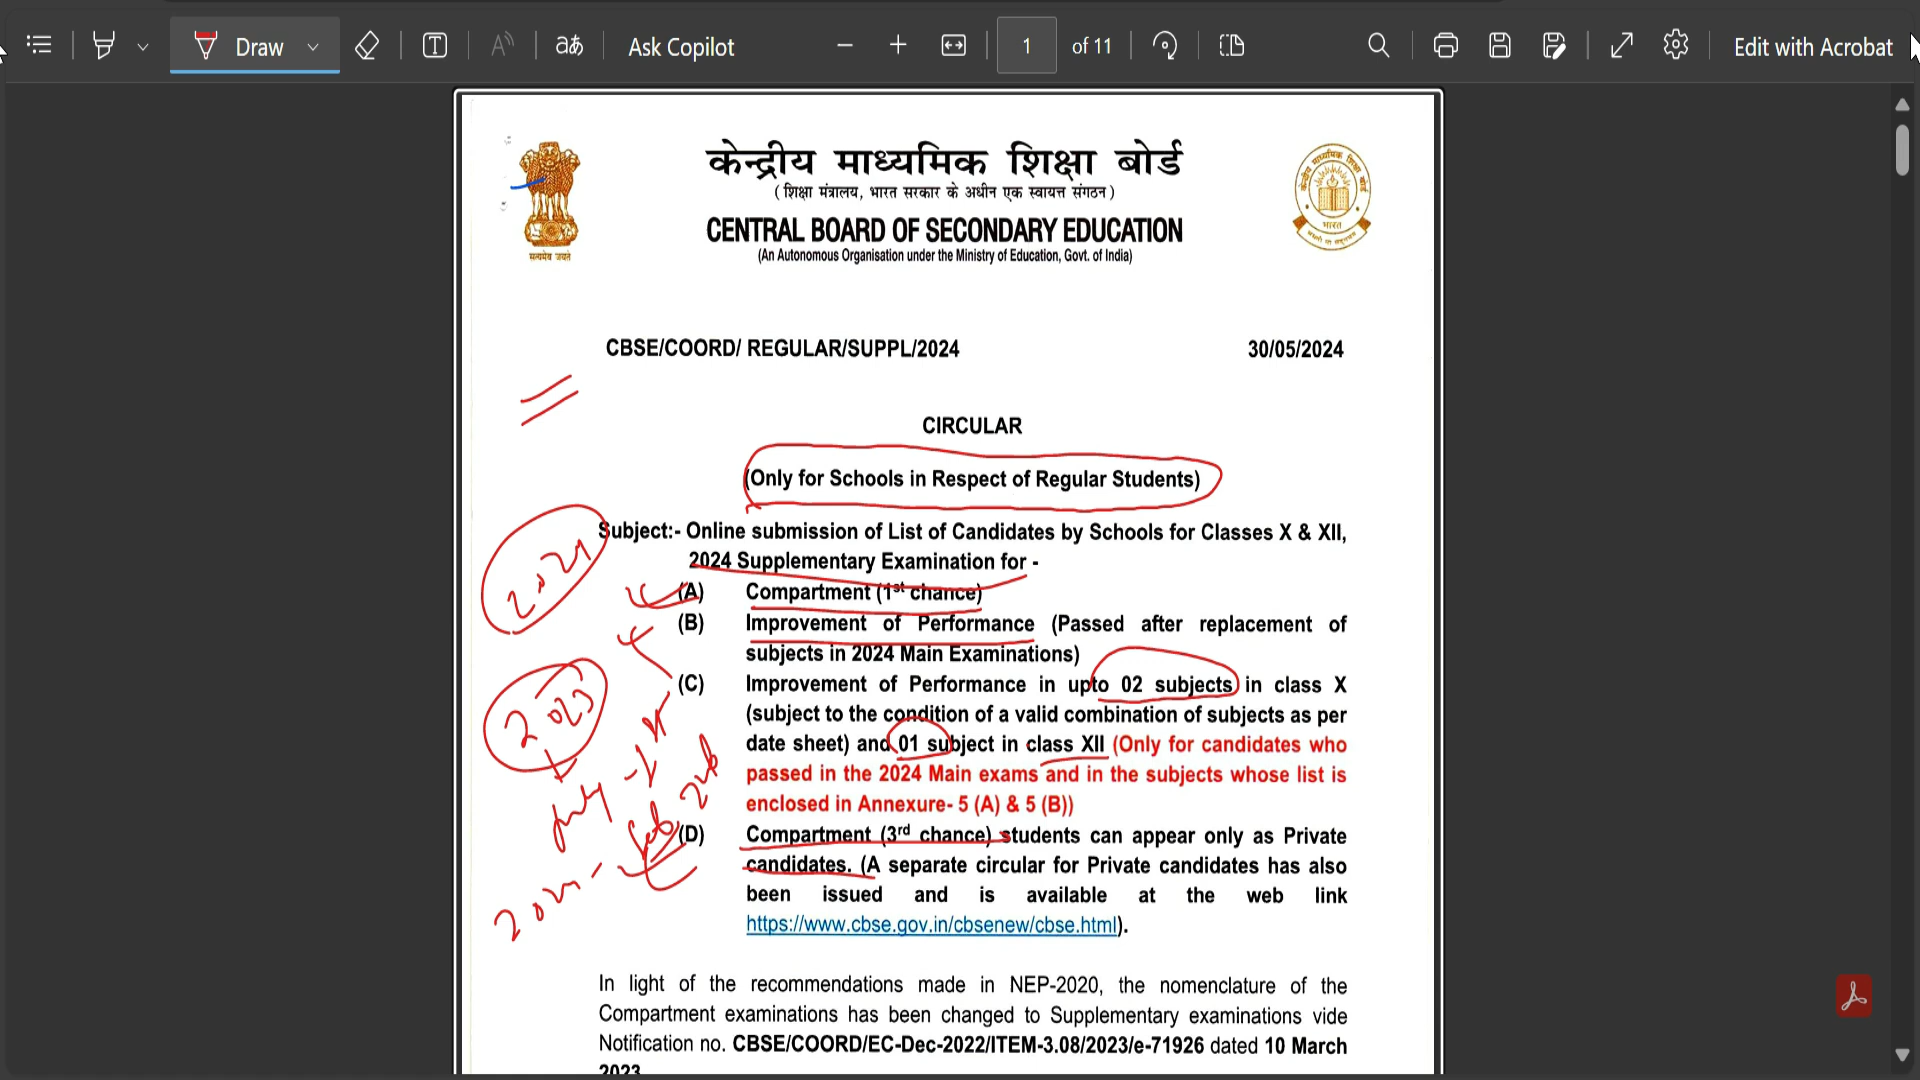 Draw
Ask Copilot
1 of 11
Edit with Acrobat
केन्द्रीय माध्यमिक शिक्षा बोर्ड
(शिक्षा मंत्रालय, भारत सरकार के अधीन एक स्वायत्त संगठन)
CENTRAL BOARD OF SECONDARY EDUCATION
(An Autonomous Organisation under the Ministry of Education, Govt. of India)
सत्यमेव जयते
भारत
CBSE/COORD/ REGULAR/SUPPL/2024 30/05/2024
CIRCULAR
(Only for Schools in Respect of Regular Students)
Subject:- Online submission of List of Candidates by Schools for Classes X & XII,
2024 Supplementary Examination for -
(A) Compartment (1st chance)
(B) Improvement of Performance (Passed after replacement of
subjects in 2024 Main Examinations)
(C) Improvement of Performance in upto 02 subjects in class X
(subject to the condition of a valid combination of subjects as per
date sheet) and 01 subject in class XII (Only for candidates who
passed in the 2024 Main exams and in the subjects whose list is
enclosed in Annexure- 5 (A) & 5 (B))
(D) Compartment (3rd chance) students can appear only as Private
candidates. (A separate circular for Private candidates has also
been issued and is available at the web link
https://www.cbse.gov.in/cbsenew/cbse.html).
2024
2023
July - 1st
Feb 2nd
In light of the recommendations made in NEP-2020, the nomenclature of the
Compartment examinations has been changed to Supplementary examinations vide
Notification no. CBSE/COORD/EC-Dec-2022/ITEM-3.08/2023/e-71926 dated 10 March
2023